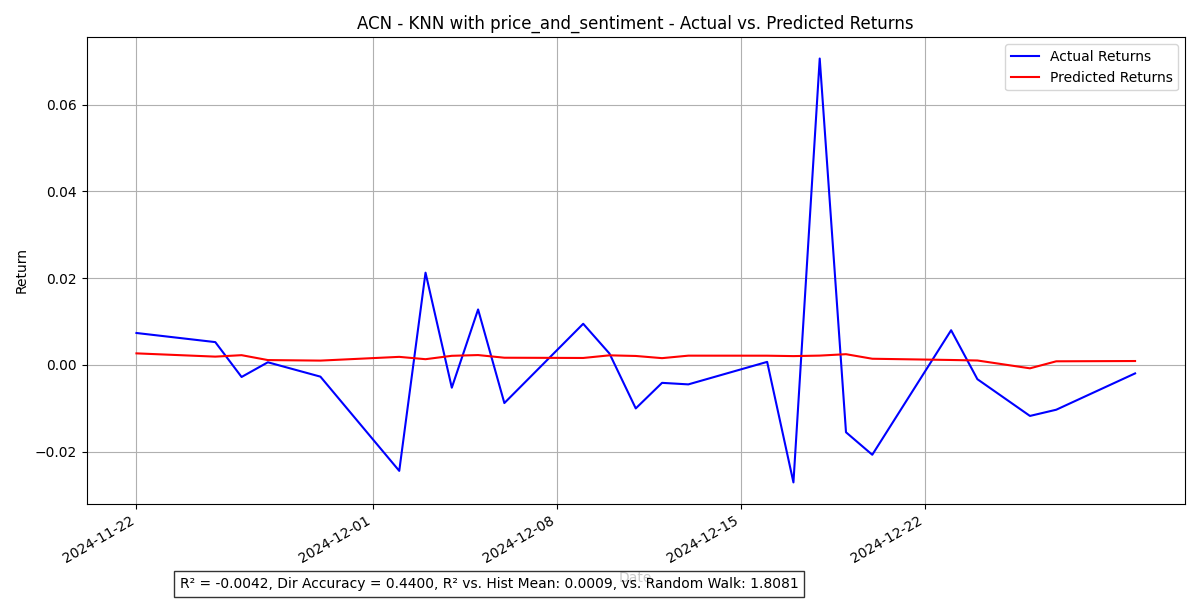 ACN - KNN with price_and_sentiment - Actual vs. Predicted Returns
Actual Returns
Predicted Returns
Return
0.06
0.04
0.02
0.00
−0.02
2024-11-22
2024-12-01
2024-12-08
2024-12-15
2024-12-22
Date
R² = -0.0042, Dir Accuracy = 0.4400, R² vs. Hist Mean: 0.0009, vs. Random Walk: 1.8081